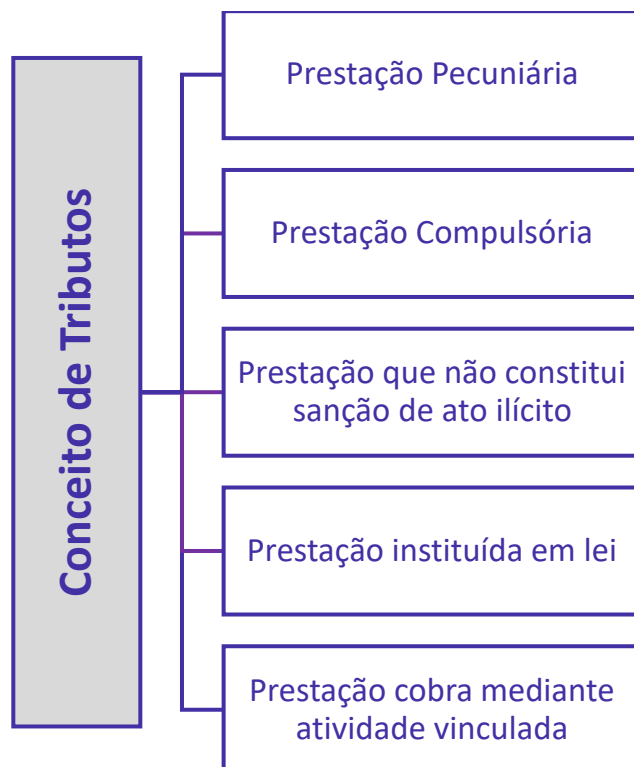 Conceito de Tributos
Prestação Pecuniária
Prestação Compulsória
Prestação que não constitui
sanção de ato ilícito
Prestação instituída em lei
Prestação cobra mediante
atividade vinculada